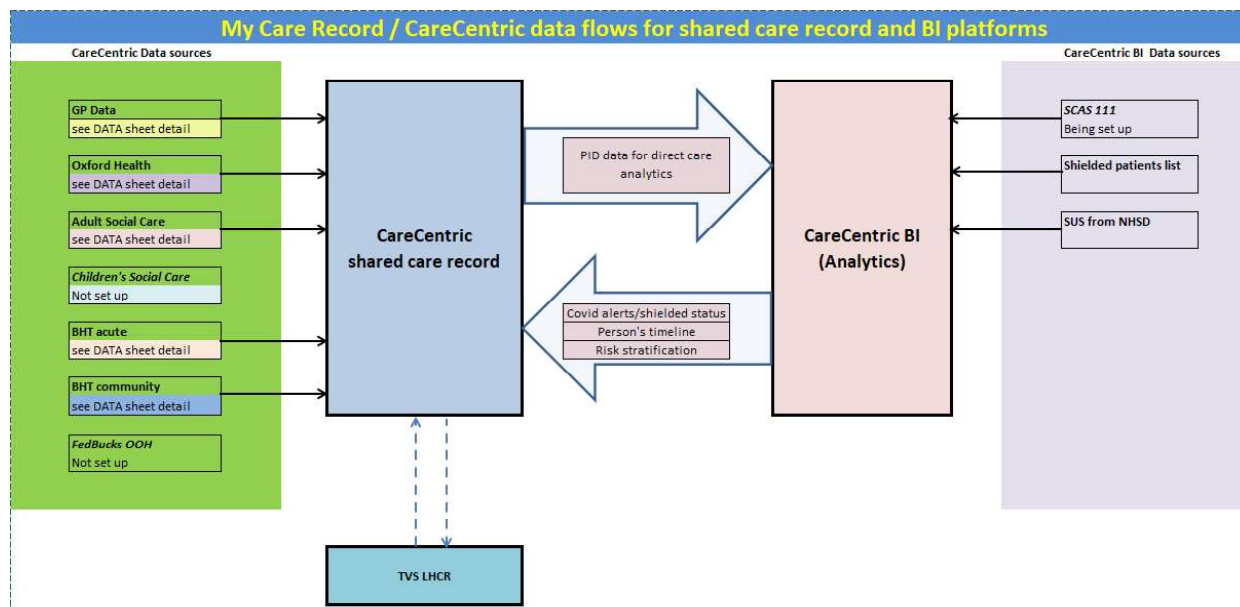 My Care Record / CareCentric data flows for shared care record and BI platforms
CareCentric Data sources
CareCentric BI Data sources
GP Data
see DATA sheet detail
Oxford Health
see DATA sheet detail
Adult Social Care
see DATA sheet detail
Children's Social Care
Not set up
BHT acute
see DATA sheet detail
BHT community
see DATA sheet detail
FedBucks OOH
Not set up
CareCentric
shared care record
PID data for direct care
analytics
Covid alerts/shielded status
Person's timeline
Risk stratification
CareCentric BI
(Analytics)
SCAS 111
Being set up
Shielded patients list
SUS from NHSD
TVS LHCR